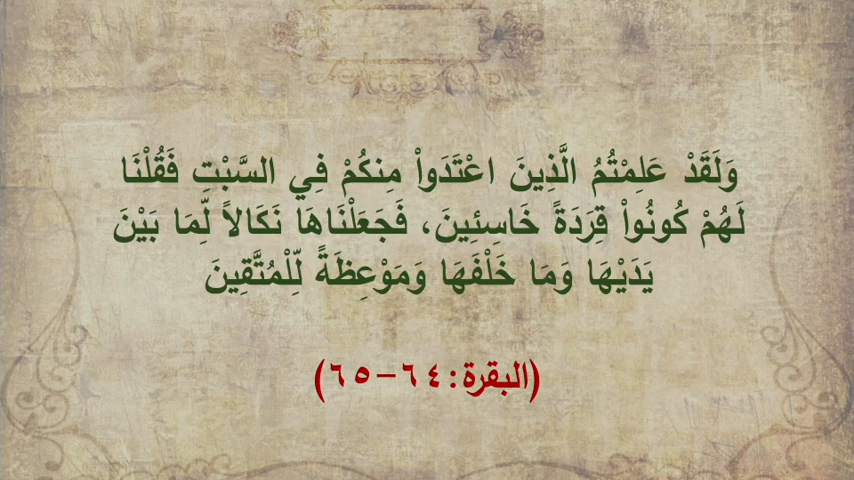 وَلَقَدْ عَلِمْتُمُ الَّذِينَ اعْتَدَواْ مِنكُمْ فِي السَّبْتِ فَقُلْنَا
لَهُمْ كُونُواْ قِرَدَةً خَاسِئِينَ، فَجَعَلْنَاهَا نَكَالاً لِّمَا بَيْنَ
يَدَيْهَا وَمَا خَلْفَهَا وَمَوْعِظَةً لِّلْمُتَّقِينَ
(البقرة:٦٤-٦٥)